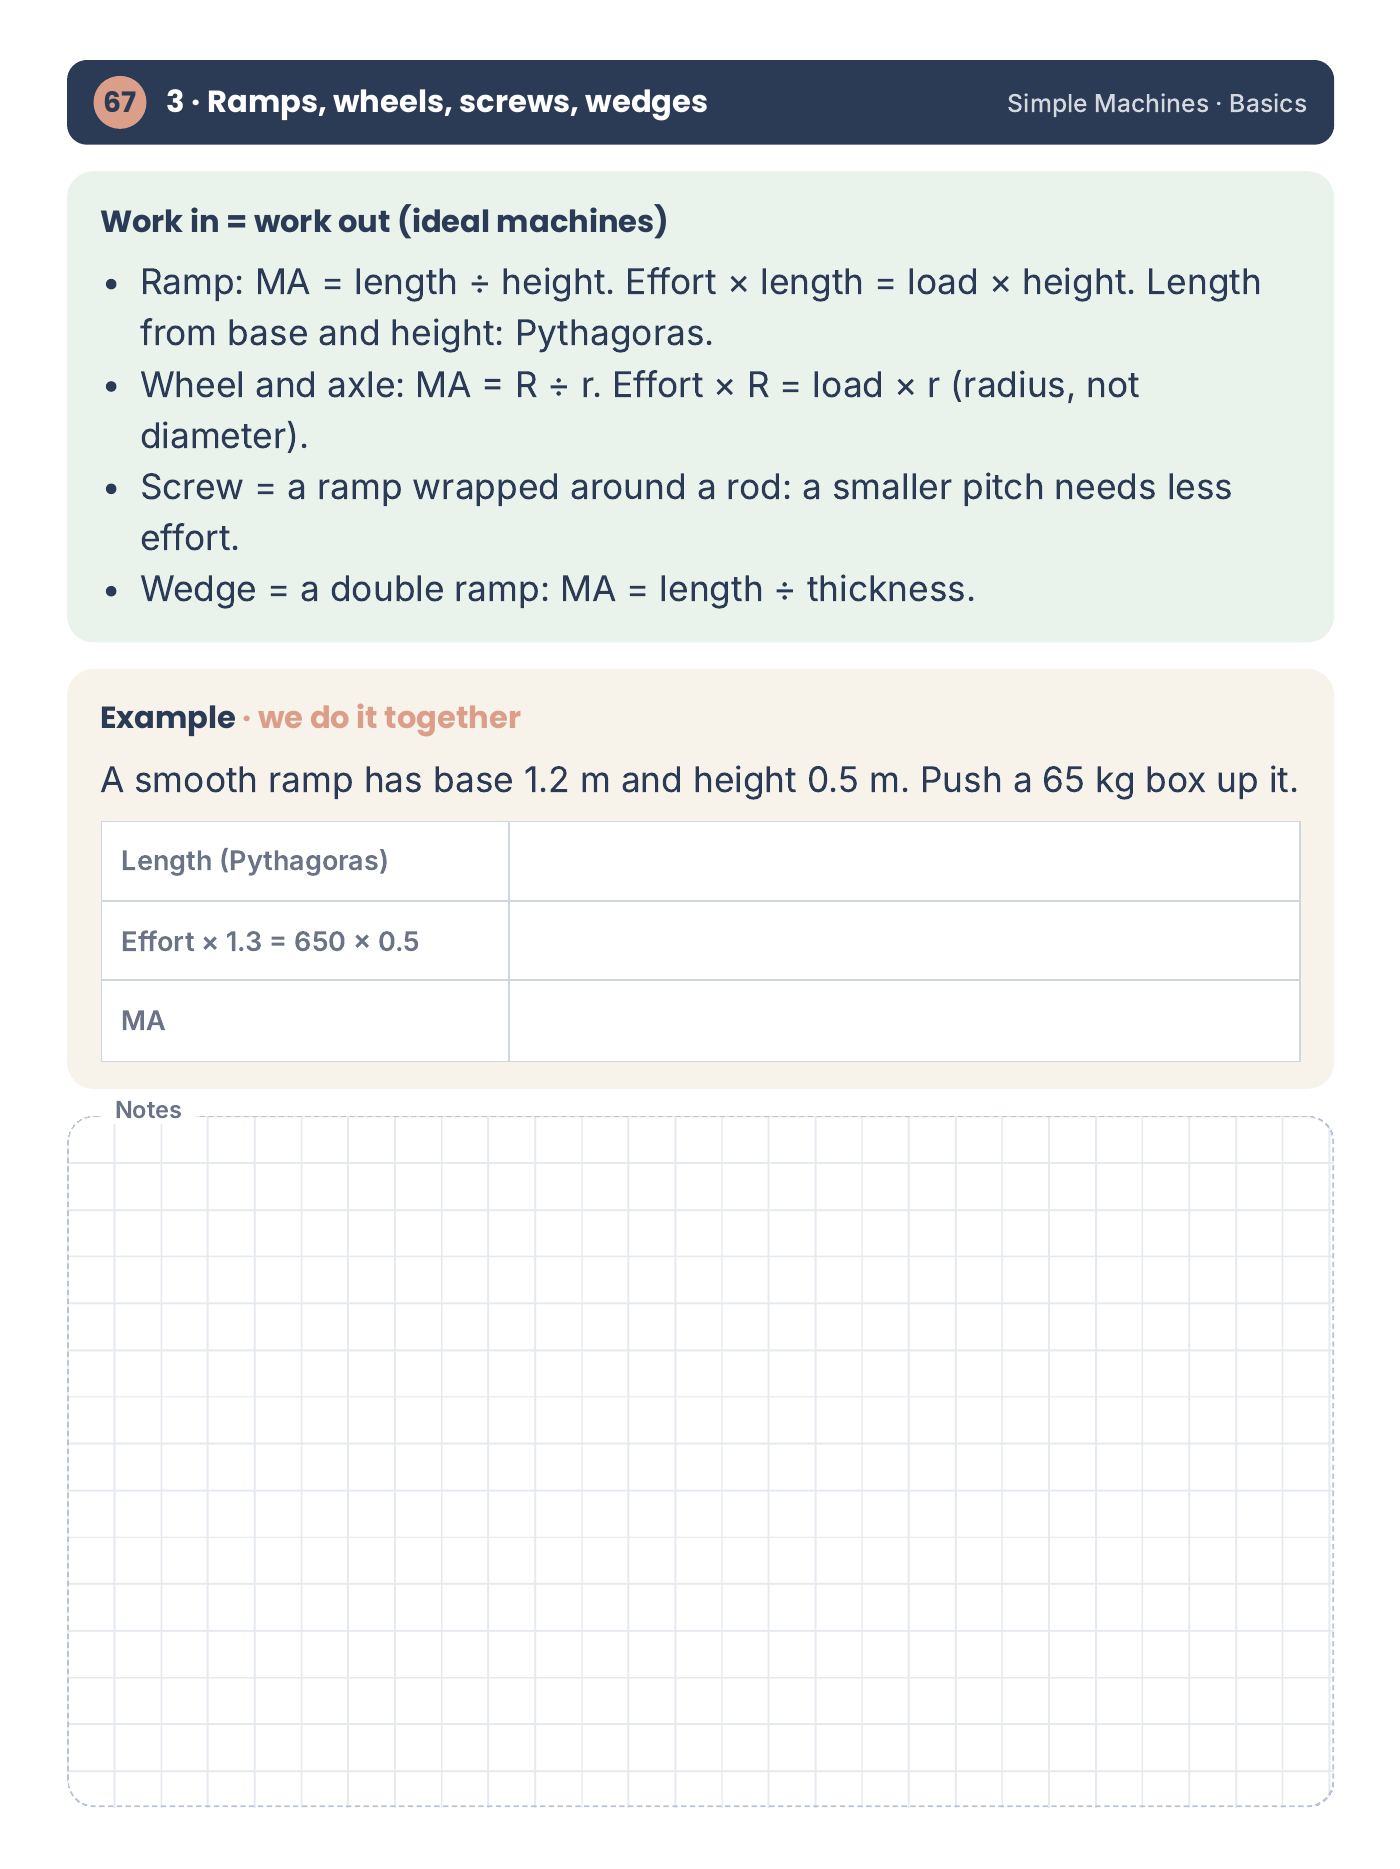 67 3 · Ramps, wheels, screws, wedges Simple Machines · Basics
Work in = work out (ideal machines)
• Ramp: MA = length ÷ height. Effort × length = load × height. Length
from base and height: Pythagoras.
• Wheel and axle: MA = R ÷ r. Effort × R = load × r (radius, not
diameter).
• Screw = a ramp wrapped around a rod: a smaller pitch needs less
effort.
• Wedge = a double ramp: MA = length ÷ thickness.
Example · we do it together
A smooth ramp has base 1.2 m and height 0.5 m. Push a 65 kg box up it.
Length (Pythagoras)
Effort × 1.3 = 650 × 0.5
MA
Notes